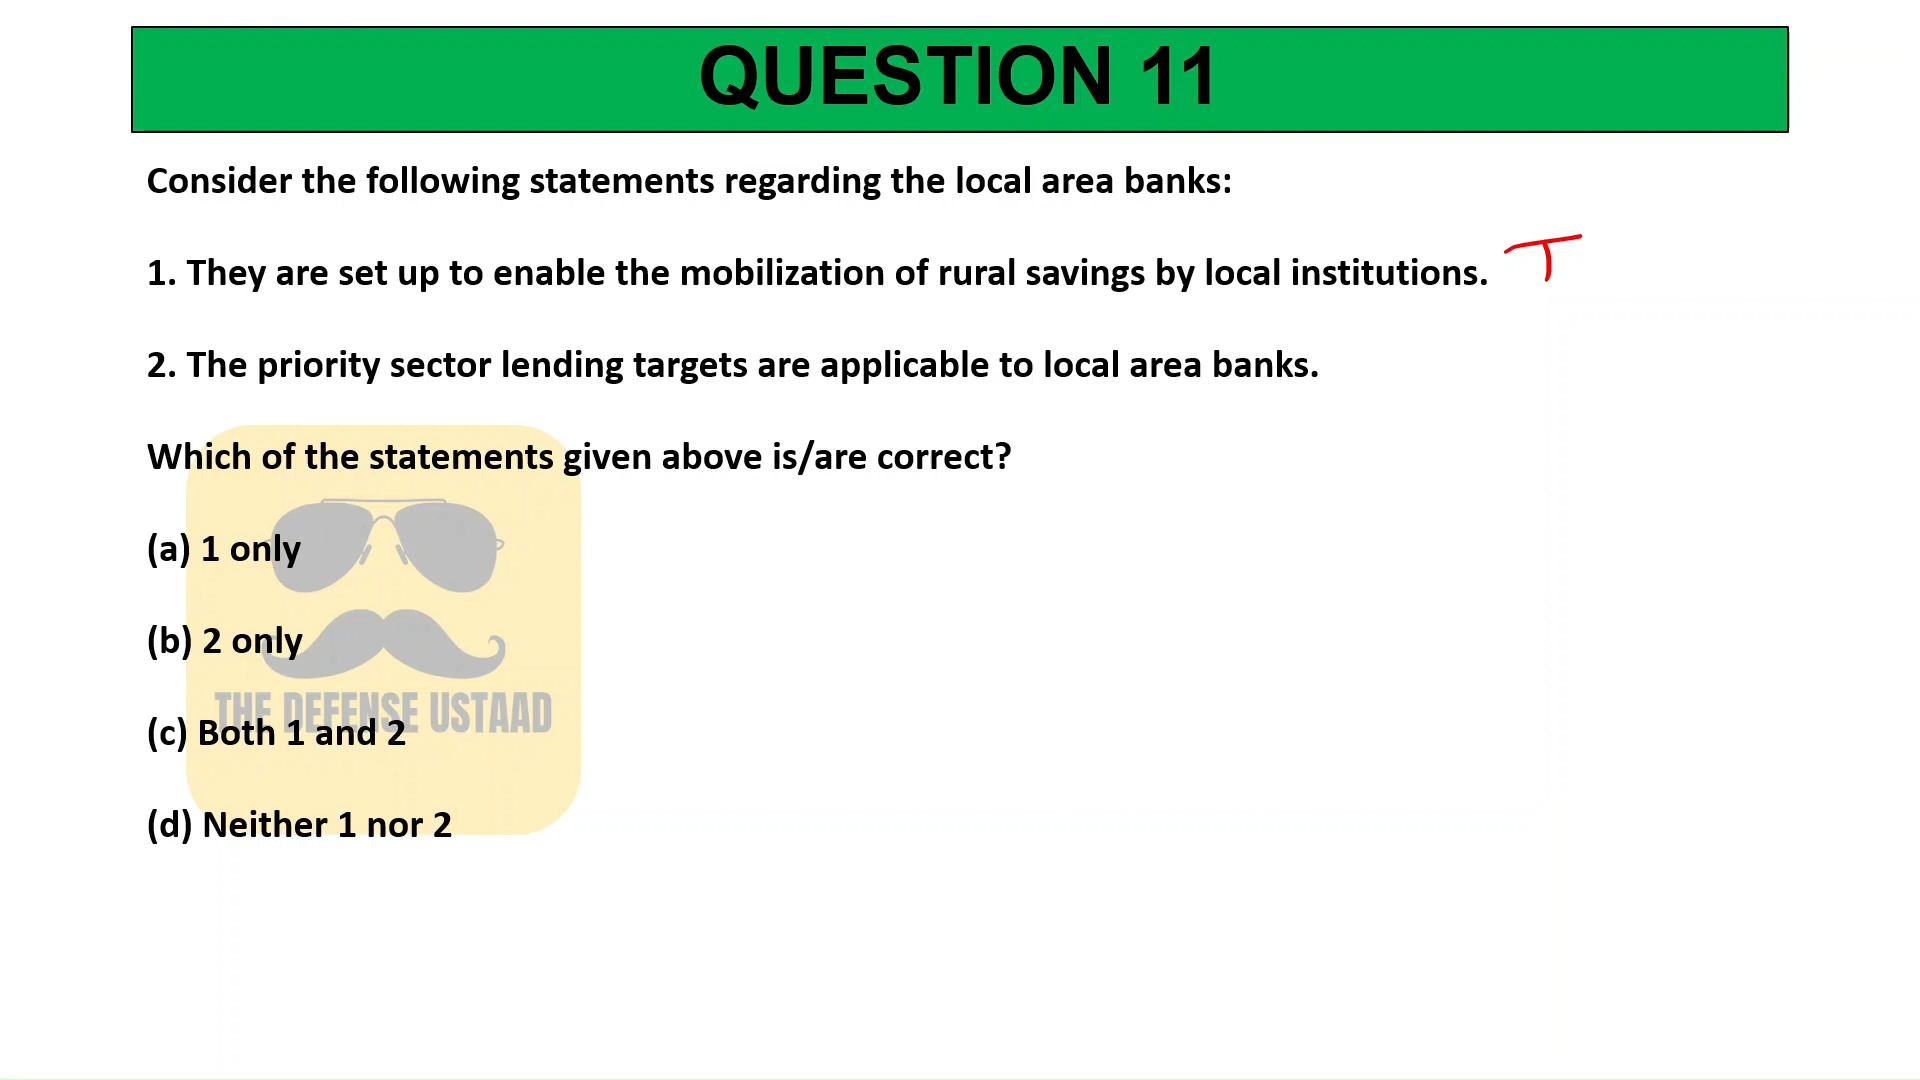 QUESTION 11
Consider the following statements regarding the local area banks:
1. They are set up to enable the mobilization of rural savings by local institutions. T
2. The priority sector lending targets are applicable to local area banks.
Which of the statements given above is/are correct?
(a) 1 only
(b) 2 only
THE DEFENSE USTAAD
(c) Both 1 and 2
(d) Neither 1 nor 2